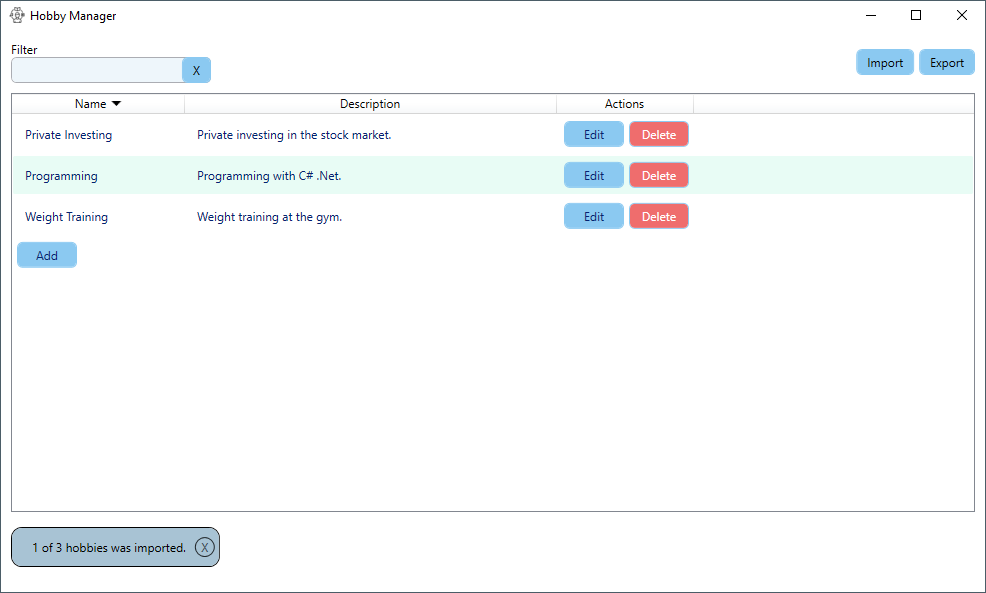 Hobby Manager
Filter
X
Import Export
Name Description Actions
Private Investing Private investing in the stock market. Edit Delete
Programming Programming with C# .Net. Edit Delete
Weight Training Weight training at the gym. Edit Delete
Add
1 of 3 hobbies was imported. X